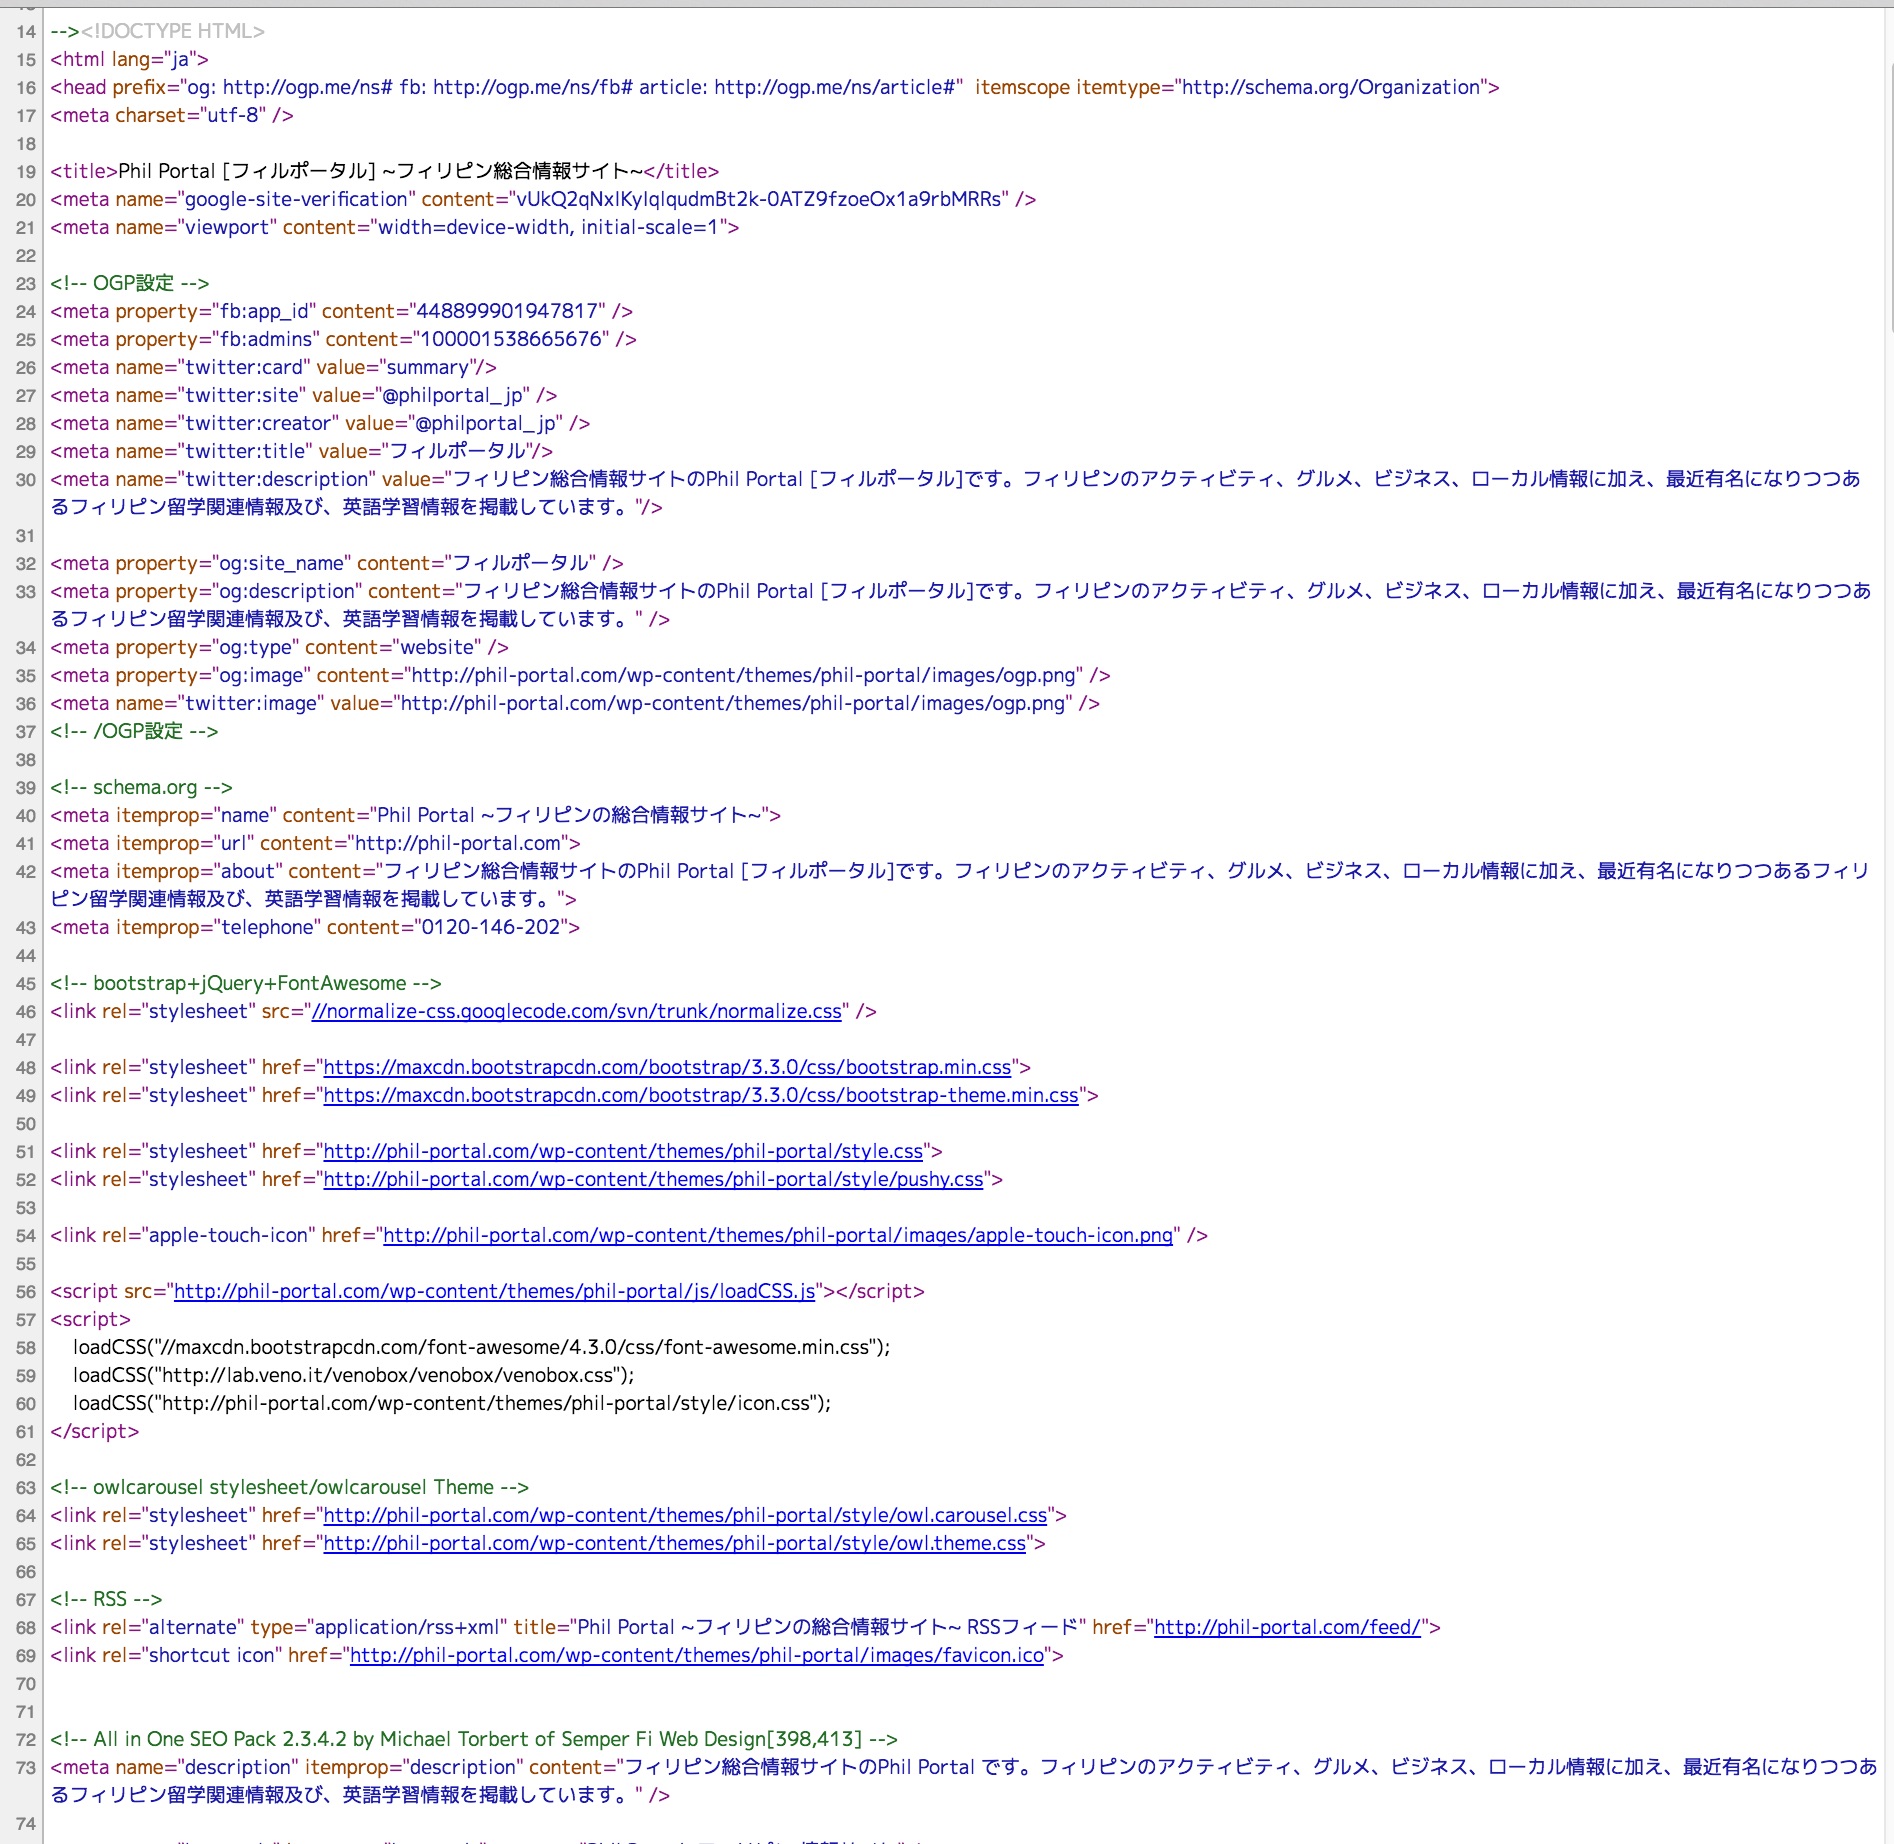 14 --><!DOCTYPE HTML>
15 <html lang="ja">
16 <head prefix="og: http://ogp.me/ns# fb: http://ogp.me/ns/fb# article: http://ogp.me/ns/article#"  itemscope itemtype="http://schema.org/Organization">
17 <meta charset="utf-8" />
18
19 <title>Phil Portal [フィルポータル] ~フィリピン総合情報サイト~</title>
20 <meta name="google-site-verification" content="vUkQ2qNxIKyIqIqudmBt2k-0ATZ9fzoeOx1a9rbMRRs" />
21 <meta name="viewport" content="width=device-width, initial-scale=1">
22
23 <!-- OGP設定 -->
24 <meta property="fb:app_id" content="448899901947817" />
25 <meta property="fb:admins" content="100001538665676" />
26 <meta name="twitter:card" value="summary"/>
27 <meta name="twitter:site" value="@philportal_jp" />
28 <meta name="twitter:creator" value="@philportal_jp" />
29 <meta name="twitter:title" value="フィルポータル"/>
30 <meta name="twitter:description" value="フィリピン総合情報サイトのPhil Portal [フィルポータル]です。フィリピンのアクティビティ、グルメ、ビジネス、ローカル情報に加え、最近有名になりつつあ
るフィリピン留学関連情報及び、英語学習情報を掲載しています。"/>
31
32 <meta property="og:site_name" content="フィルポータル" />
33 <meta property="og:description" content="フィリピン総合情報サイトのPhil Portal [フィルポータル]です。フィリピンのアクティビティ、グルメ、ビジネス、ローカル情報に加え、最近有名になりつつあ
るフィリピン留学関連情報及び、英語学習情報を掲載しています。" />
34 <meta property="og:type" content="website" />
35 <meta property="og:image" content="http://phil-portal.com/wp-content/themes/phil-portal/images/ogp.png" />
36 <meta name="twitter:image" value="http://phil-portal.com/wp-content/themes/phil-portal/images/ogp.png" />
37 <!-- /OGP設定 -->
38
39 <!-- schema.org -->
40 <meta itemprop="name" content="Phil Portal ~フィリピンの総合情報サイト~">
41 <meta itemprop="url" content="http://phil-portal.com">
42 <meta itemprop="about" content="フィリピン総合情報サイトのPhil Portal [フィルポータル]です。フィリピンのアクティビティ、グルメ、ビジネス、ローカル情報に加え、最近有名になりつつあるフィリ
ピン留学関連情報及び、英語学習情報を掲載しています。">
43 <meta itemprop="telephone" content="0120-146-202">
44
45 <!-- bootstrap+jQuery+FontAwesome -->
46 <link rel="stylesheet" src="//normalize-css.googlecode.com/svn/trunk/normalize.css" />
47
48 <link rel="stylesheet" href="https://maxcdn.bootstrapcdn.com/bootstrap/3.3.0/css/bootstrap.min.css">
49 <link rel="stylesheet" href="https://maxcdn.bootstrapcdn.com/bootstrap/3.3.0/css/bootstrap-theme.min.css">
50
51 <link rel="stylesheet" href="http://phil-portal.com/wp-content/themes/phil-portal/style.css">
52 <link rel="stylesheet" href="http://phil-portal.com/wp-content/themes/phil-portal/style/pushy.css">
53
54 <link rel="apple-touch-icon" href="http://phil-portal.com/wp-content/themes/phil-portal/images/apple-touch-icon.png" />
55
56 <script src="http://phil-portal.com/wp-content/themes/phil-portal/js/loadCSS.js"></script>
57 <script>
58 loadCSS("//maxcdn.bootstrapcdn.com/font-awesome/4.3.0/css/font-awesome.min.css");
59 loadCSS("http://lab.veno.it/venobox/venobox.css");
60 loadCSS("http://phil-portal.com/wp-content/themes/phil-portal/style/icon.css");
61 </script>
62
63 <!-- owlcarousel stylesheet/owlcarousel Theme -->
64 <link rel="stylesheet" href="http://phil-portal.com/wp-content/themes/phil-portal/style/owl.carousel.css">
65 <link rel="stylesheet" href="http://phil-portal.com/wp-content/themes/phil-portal/style/owl.theme.css">
66
67 <!-- RSS -->
68 <link rel="alternate" type="application/rss+xml" title="Phil Portal ~フィリピンの総合情報サイト~ RSSフィード" href="http://phil-portal.com/feed/">
69 <link rel="shortcut icon" href="http://phil-portal.com/wp-content/themes/phil-portal/images/favicon.ico">
70
71
72 <!-- All in One SEO Pack 2.3.4.2 by Michael Torbert of Semper Fi Web Design[398,413] -->
73 <meta name="description" itemprop="description" content="フィリピン総合情報サイトのPhil Portal です。フィリピンのアクティビティ、グルメ、ビジネス、ローカル情報に加え、最近有名になりつつあ
るフィリピン留学関連情報及び、英語学習情報を掲載しています。" />
74